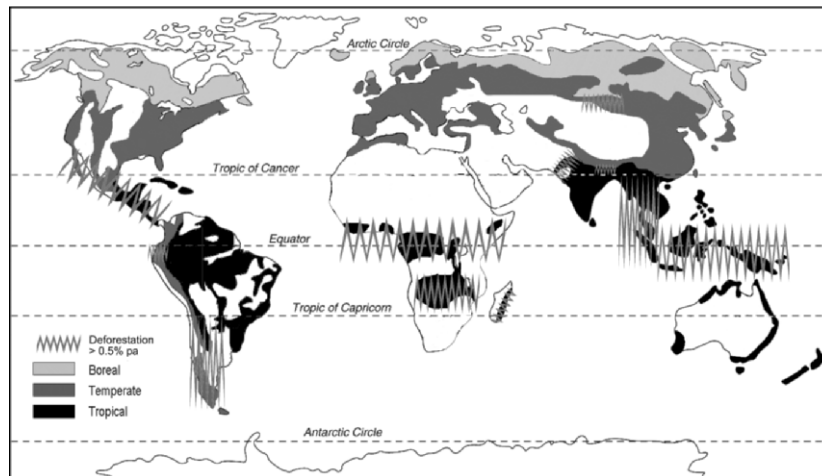 Arctic Circle
Tropic of Cancer
Equator
Tropic of Capricorn
Deforestation
> 0.5% pa
Boreal
Temperate
Tropical
Antarctic Circle